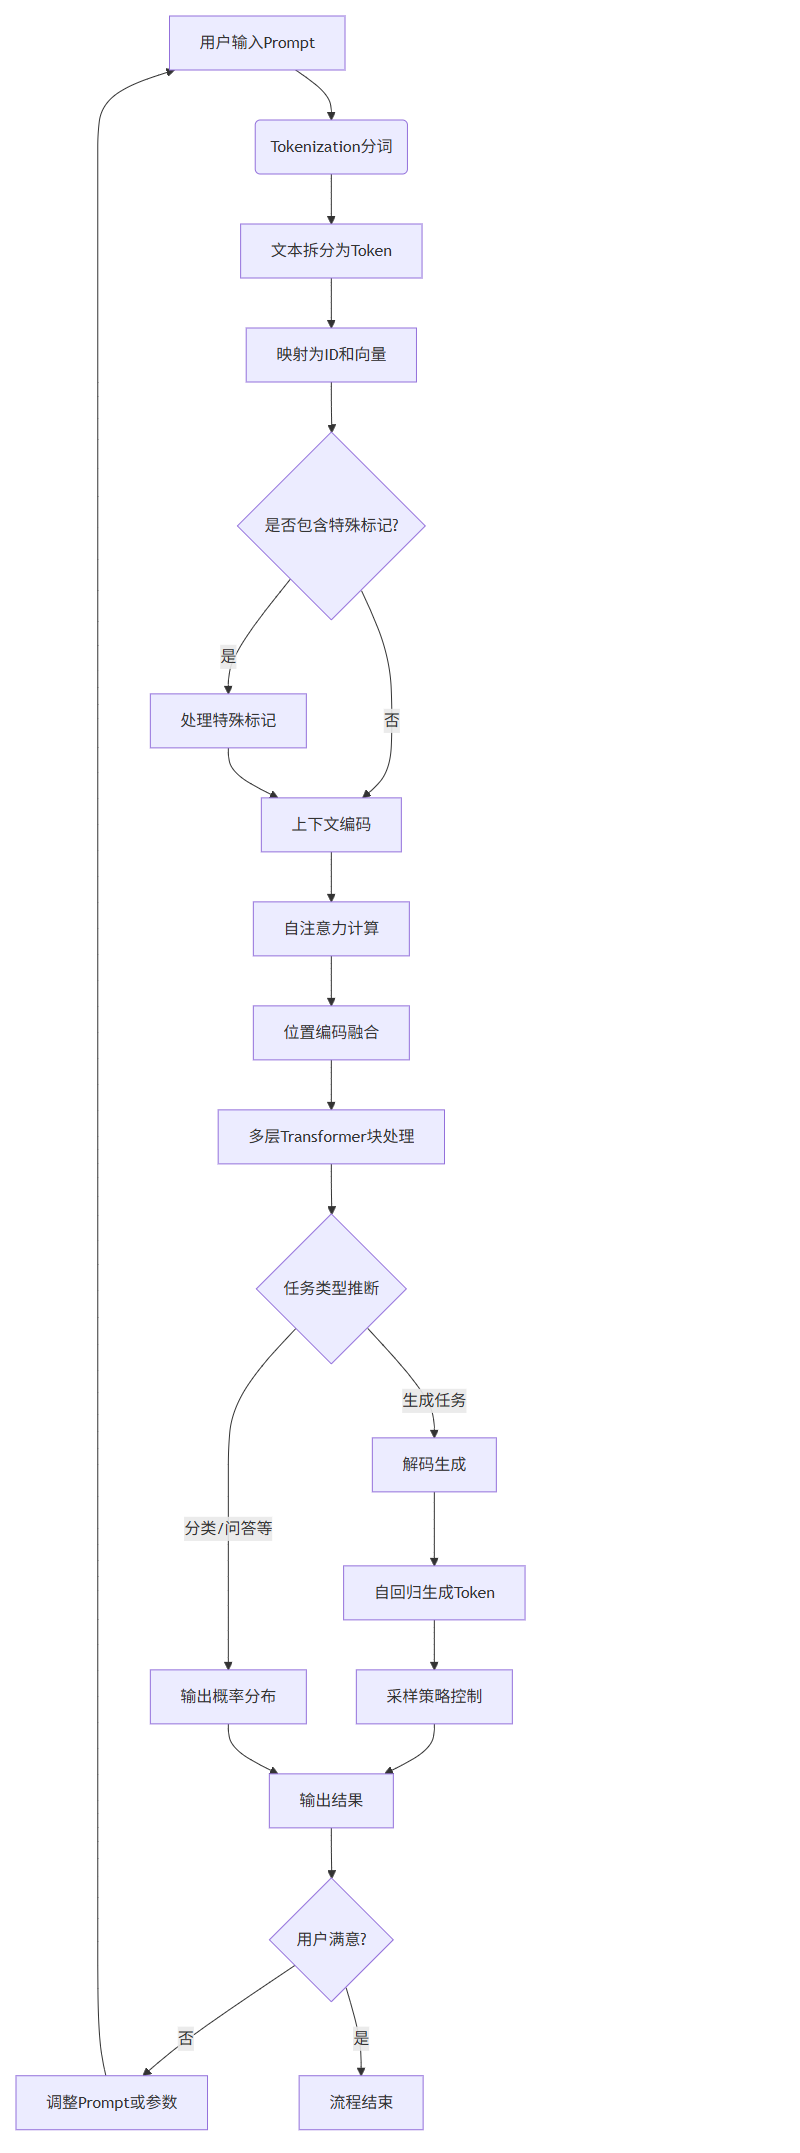 用户输入Prompt
Tokenization分词
文本拆分为Token
映射为ID和向量
是否包含特殊标记?
是
处理特殊标记
否
上下文编码
自注意力计算
位置编码融合
多层Transformer块处理
任务类型推断
生成任务
解码生成
分类/问答等
自回归生成Token
输出概率分布
采样策略控制
输出结果
用户满意?
否
是
调整Prompt或参数
流程结束